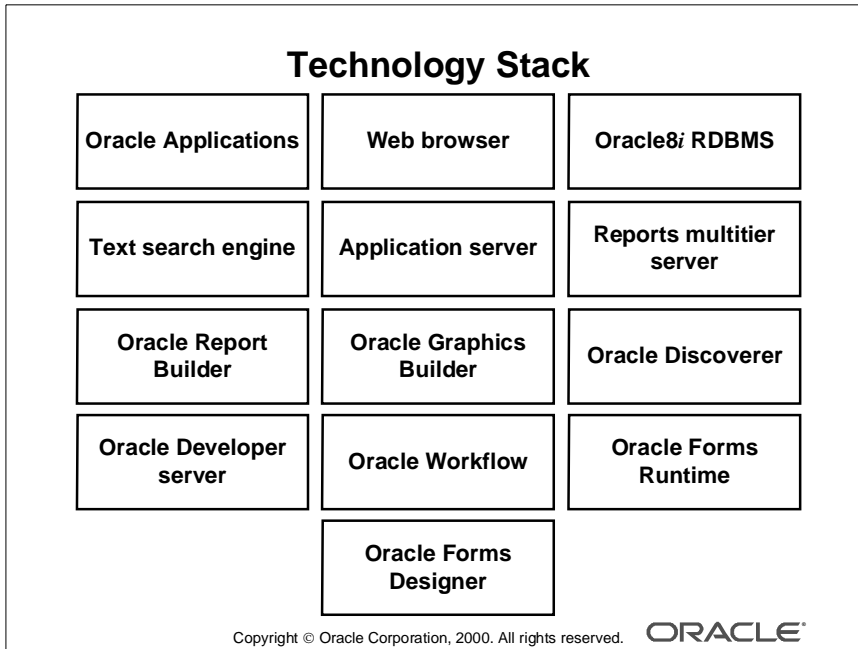 Technology Stack
Oracle Applications
Web browser
Oracle8i RDBMS
Text search engine
Application server
Reports multitier
server
Oracle Report
Builder
Oracle Graphics
Builder
Oracle Discoverer
Oracle Developer
server
Oracle Workflow
Oracle Forms
Runtime
Oracle Forms
Designer
Copyright © Oracle Corporation, 2000. All rights reserved.
ORACLE